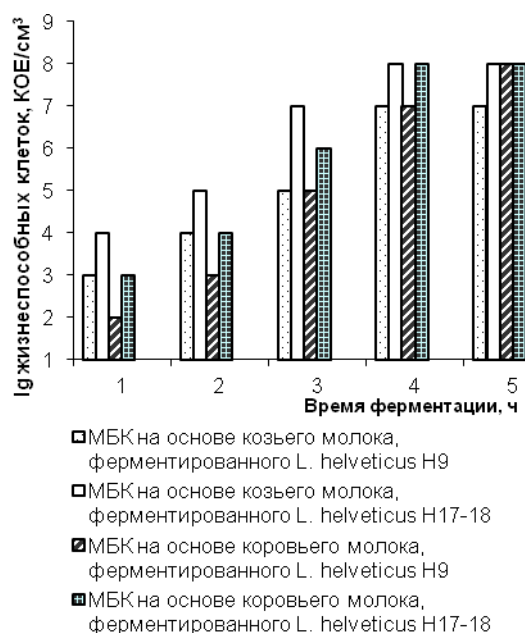 lg жизнеспособных клеток, КОЕ/см³
9
8
7
6
5
4
3
2
1
1 2 3 4 5
Время ферментации, ч
МБК на основе козьего молока,
ферментированного L. helveticus H9
МБК на основе козьего молока,
ферментированного L. helveticus H17-18
МБК на основе коровьего молока,
ферментированного L. helveticus H9
МБК на основе коровьего молока,
ферментированного L. helveticus H17-18